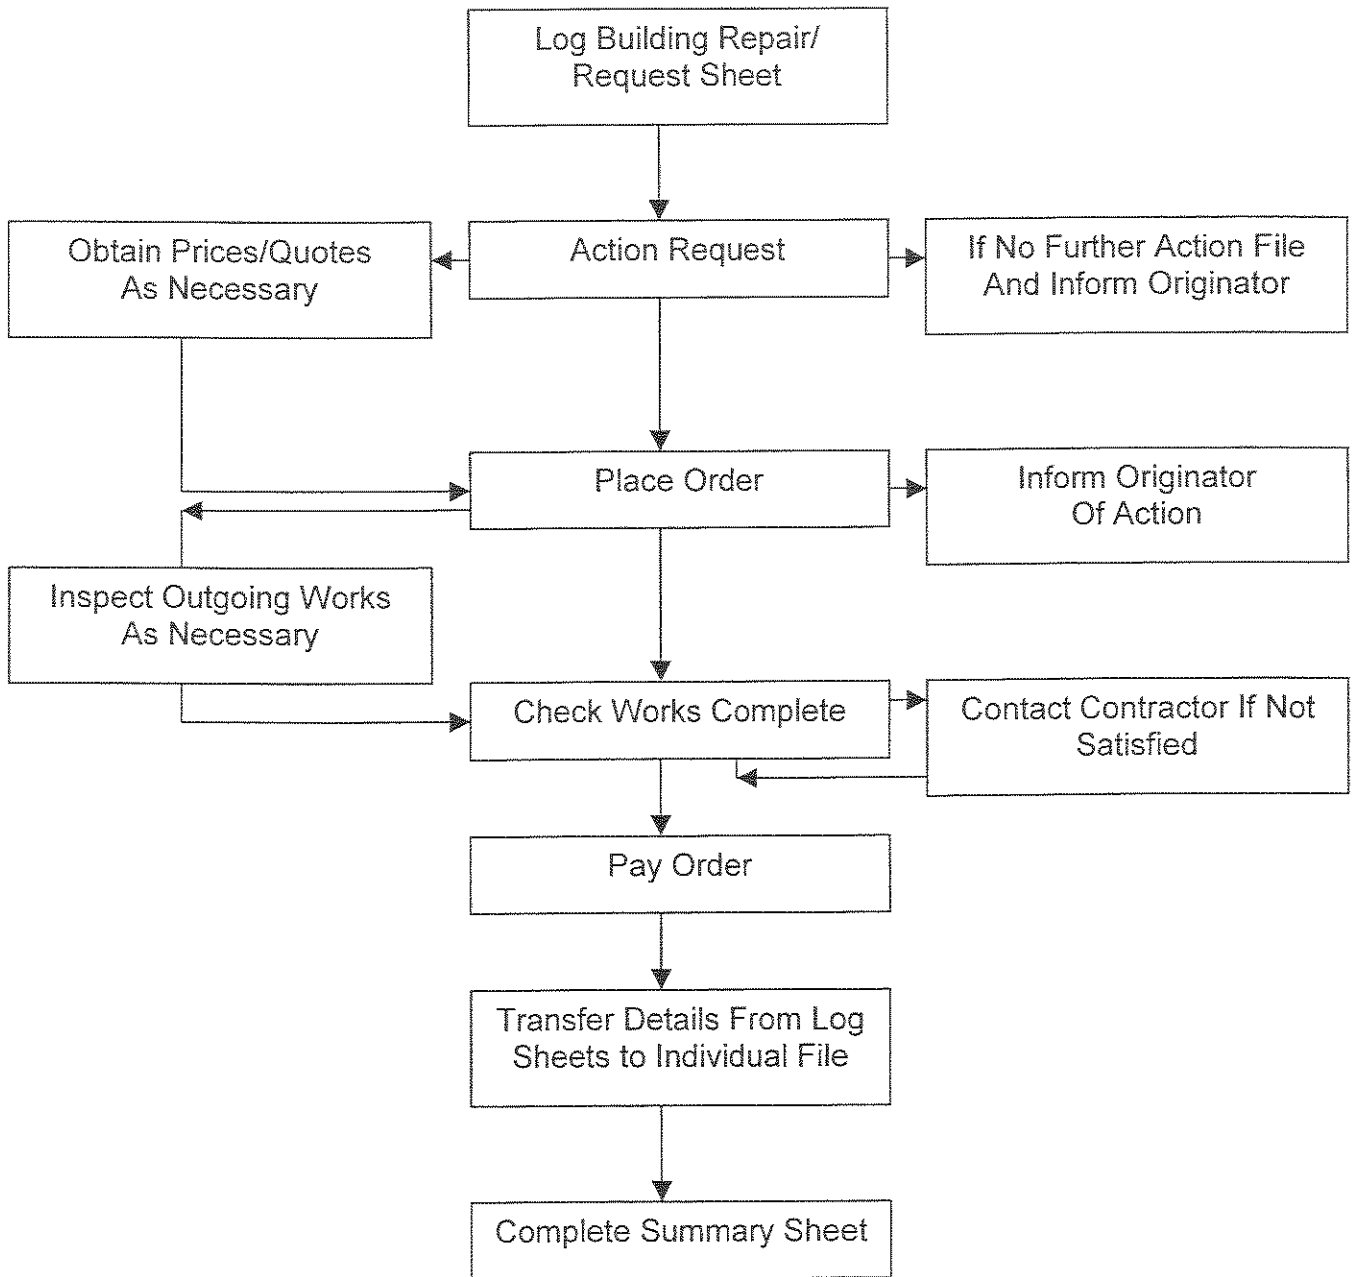 Log Building Repair/
Request Sheet
Obtain Prices/Quotes
As Necessary
Action Request
If No Further Action File
And Inform Originator
Place Order
Inform Originator
Of Action
Inspect Outgoing Works
As Necessary
Check Works Complete
Contact Contractor If Not
Satisfied
Pay Order
Transfer Details From Log
Sheets to Individual File
Complete Summary Sheet